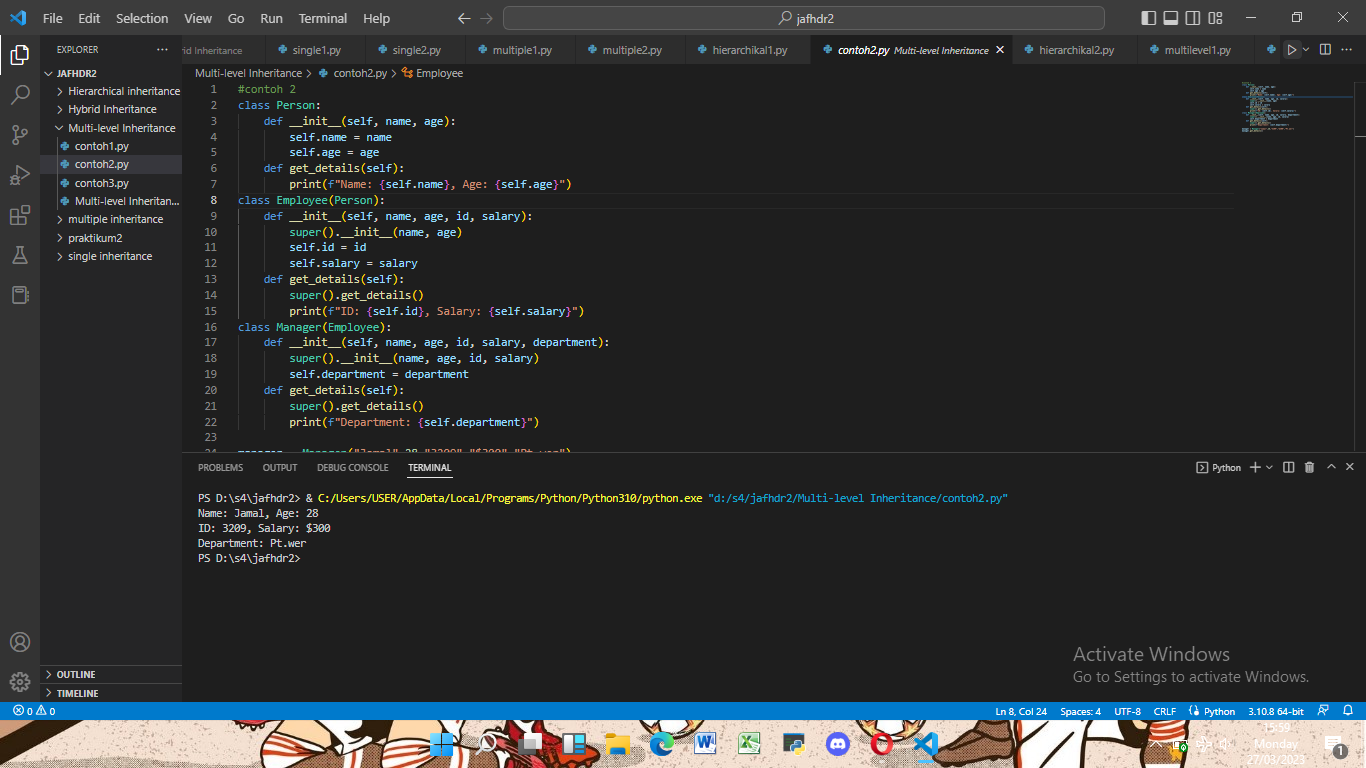 File Edit Selection View Go Run Terminal Help
jafhdr2
EXPLORER
rid Inheritance single1.py single2.py multiple1.py multiple2.py hierarchikal1.py contoh2.py Multi-level Inheritance hierarchikal2.py multilevel1.py
JAFHDR2
Hierarchical inheritance
Hybrid Inheritance
Multi-level Inheritance
contoh1.py
contoh2.py
contoh3.py
Multi-level Inheritan...
multiple inheritance
praktikum2
single inheritance
OUTLINE
TIMELINE
Multi-level Inheritance > contoh2.py > Employee
1 #contoh 2
2 class Person:
3 def __init__(self, name, age):
4 self.name = name
5 self.age = age
6 def get_details(self):
7 print(f"Name: {self.name}, Age: {self.age}")
8 class Employee(Person):
9 def __init__(self, name, age, id, salary):
10 super().__init__(name, age)
11 self.id = id
12 self.salary = salary
13 def get_details(self):
14 super().get_details()
15 print(f"ID: {self.id}, Salary: {self.salary}")
16 class Manager(Employee):
17 def __init__(self, name, age, id, salary, department):
18 super().__init__(name, age, id, salary)
19 self.department = department
20 def get_details(self):
21 super().get_details()
22 print(f"Department: {self.department}")
23
24 manager = Manager("Jamal",28,"3209","$300","Pt.wer")
PROBLEMS OUTPUT DEBUG CONSOLE TERMINAL
Python
PS D:\s4\jafhdr2> & C:/Users/USER/AppData/Local/Programs/Python/Python310/python.exe "d:/s4/jafhdr2/Multi-level Inheritance/contoh2.py"
Name: Jamal, Age: 28
ID: 3209, Salary: $300
Department: Pt.wer
PS D:\s4\jafhdr2>
Activate Windows
Go to Settings to activate Windows.
0 0
Ln 8, Col 24 Spaces: 4 UTF-8 CRLF Python 3.10.8 64-bit
15:59
Monday
27/03/2023
1